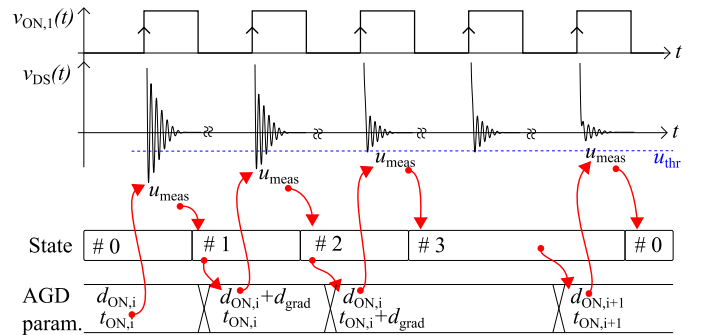 v_ON,1(t)
t
v_DS(t)
t
u_meas u_meas u_meas u_meas u_thr
State # 0 # 1 # 2 # 3 # 0
AGD param.
d_ON,i
t_ON,i
d_ON,i+d_grad
t_ON,i
d_ON,i
t_ON,i+d_grad
d_ON,i+1
t_ON,i+1